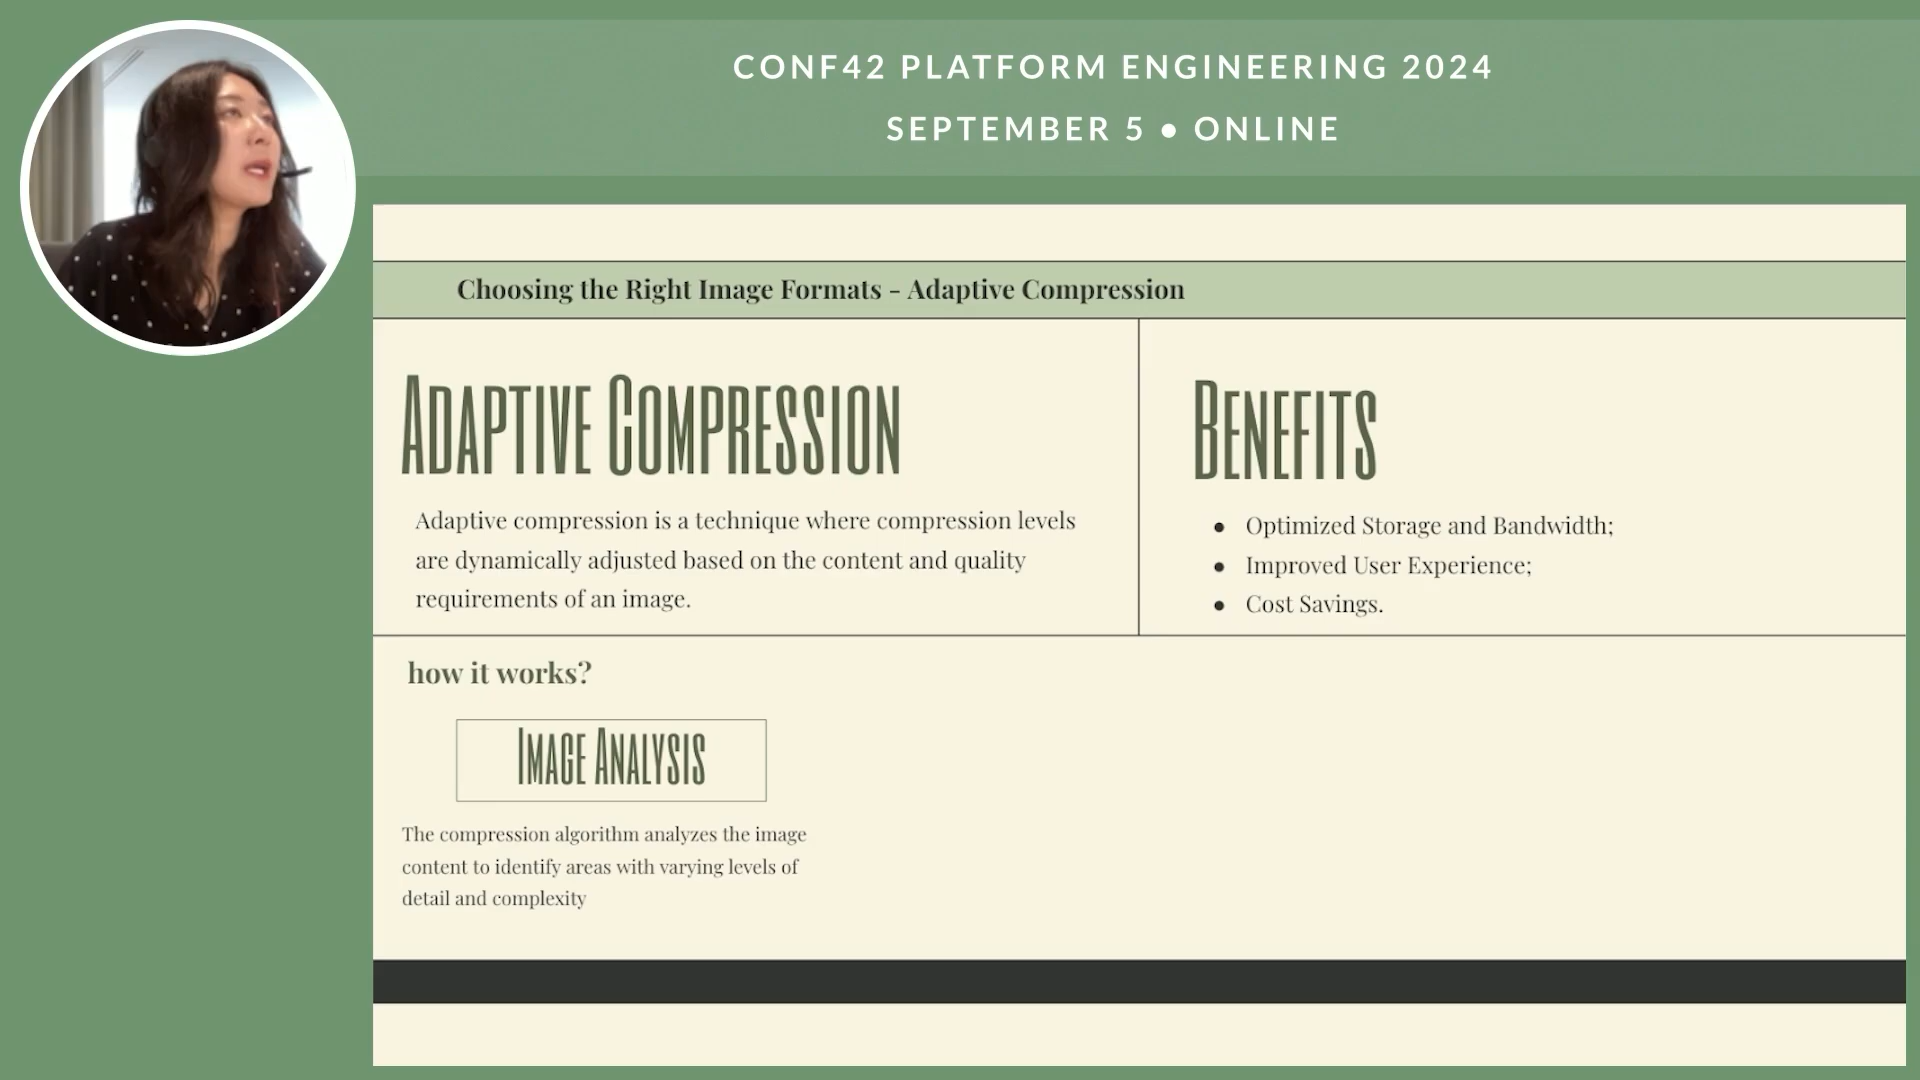 CONF42 PLATFORM ENGINEERING 2024
SEPTEMBER 5 • ONLINE
Choosing the Right Image Formats - Adaptive Compression
Adaptive Compression
Adaptive compression is a technique where compression levels
are dynamically adjusted based on the content and quality
requirements of an image.
Benefits
• Optimized Storage and Bandwidth;
• Improved User Experience;
• Cost Savings.
how it works?
Image Analysis
The compression algorithm analyzes the image
content to identify areas with varying levels of
detail and complexity